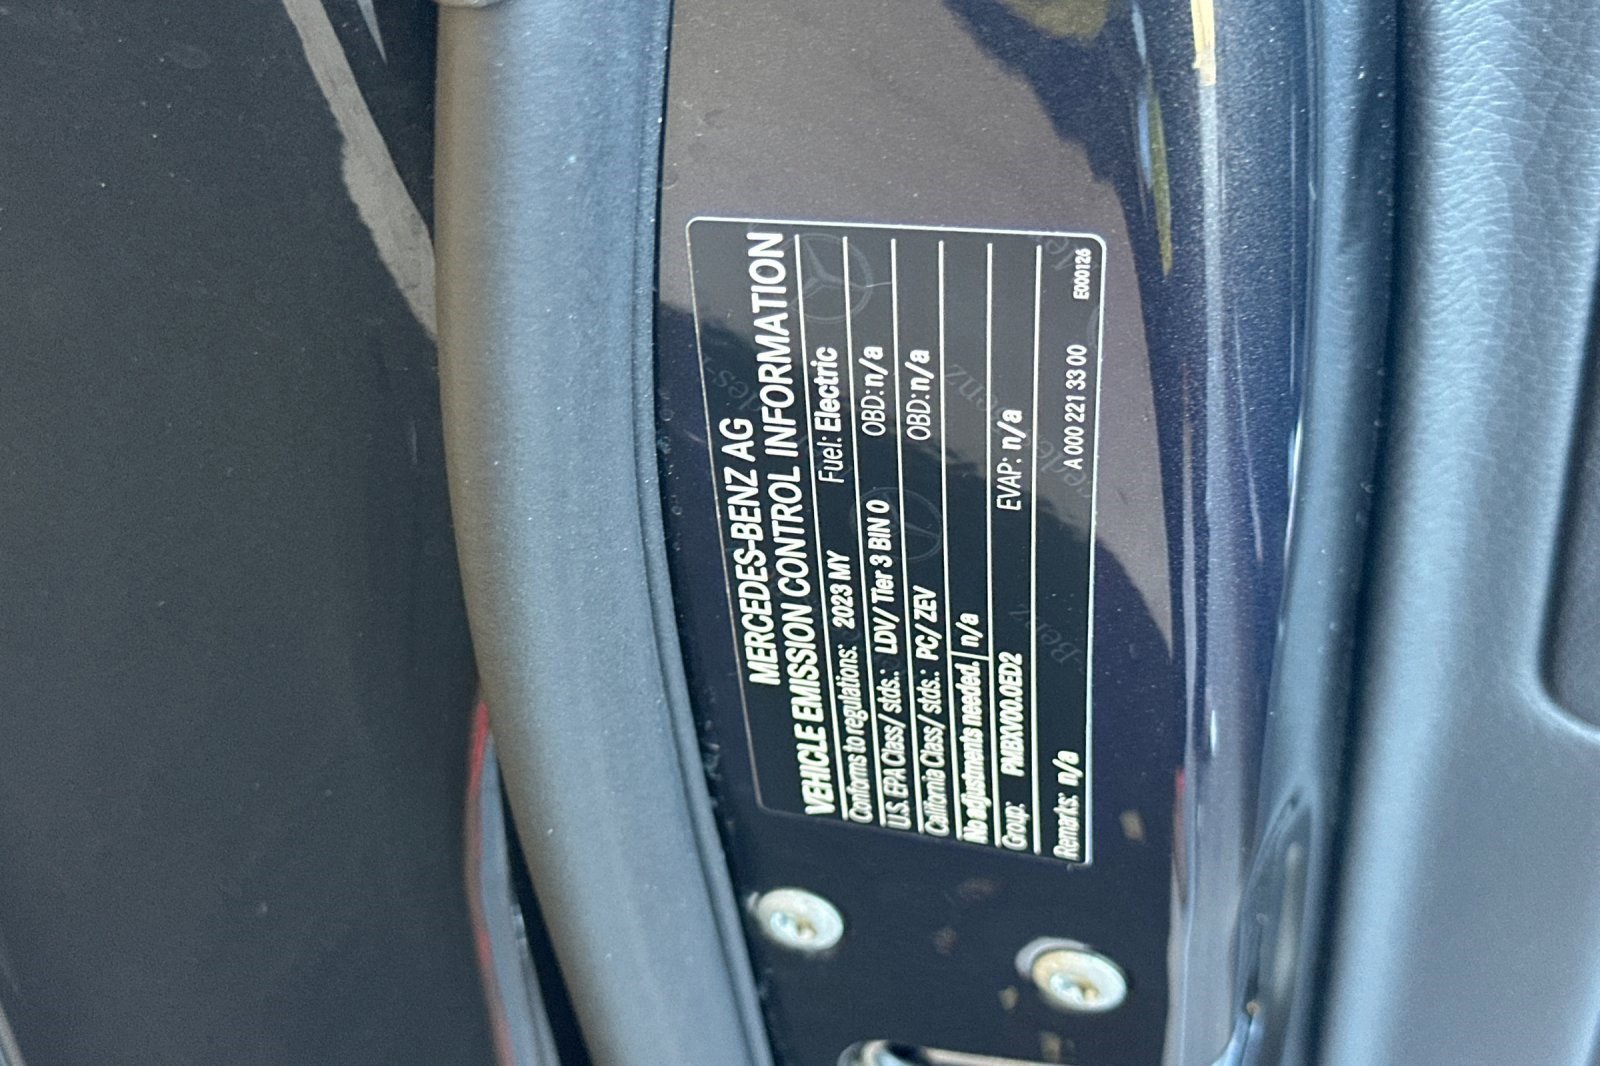 MERCEDES-BENZ AG
VEHICLE EMISSION CONTROL INFORMATION
Conforms to regulations: 2023 MY Fuel: Electric
U.S. EPA Class/ stds.: LDV/ Tier 3 BIN 0 OBD: n/a
California Class/ stds.: PC/ ZEV OBD: n/a
No adjustments needed. n/a
Group: PMBXV00.0ED2 EVAP: n/a
Remarks: n/a
A 000 221 33 00 E000126